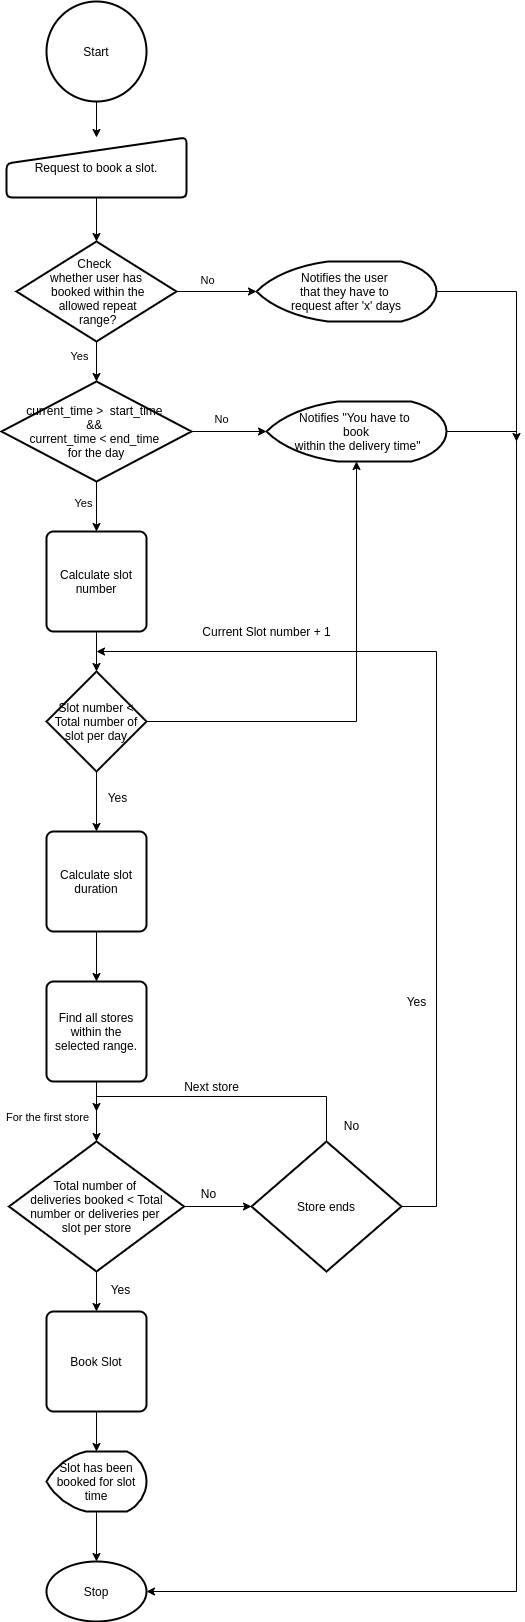 Start
Request to book a slot.
Check
whether user has
booked within the
allowed repeat
range?
No
Notifies the user
that they have to
request after 'x' days
Yes
current_time > start_time
&&
current_time < end_time
for the day
No
Notifies "You have to
book
within the delivery time"
Yes
Calculate slot
number
Current Slot number + 1
Slot number <
Total number of
slot per day
Yes
Calculate slot
duration
Find all stores
within the
selected range.
Yes
Next store
For the first store
No
Total number of
deliveries booked < Total
number or deliveries per
slot per store
No
Store ends
Yes
Book Slot
Slot has been
booked for slot
time
Stop